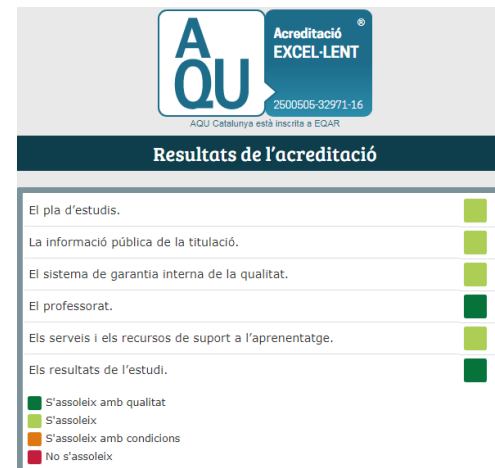 AQU
Acreditació ®
EXCEL·LENT
2500505-32971-16
AQU Catalunya està inscrita a EQAR
Resultats de l'acreditació
El pla d'estudis.
La informació pública de la titulació.
El sistema de garantia interna de la qualitat.
El professorat.
Els serveis i els recursos de suport a l'aprenentatge.
Els resultats de l'estudi.
S'assoleix amb qualitat
S'assoleix
S'assoleix amb condicions
No s'assoleix